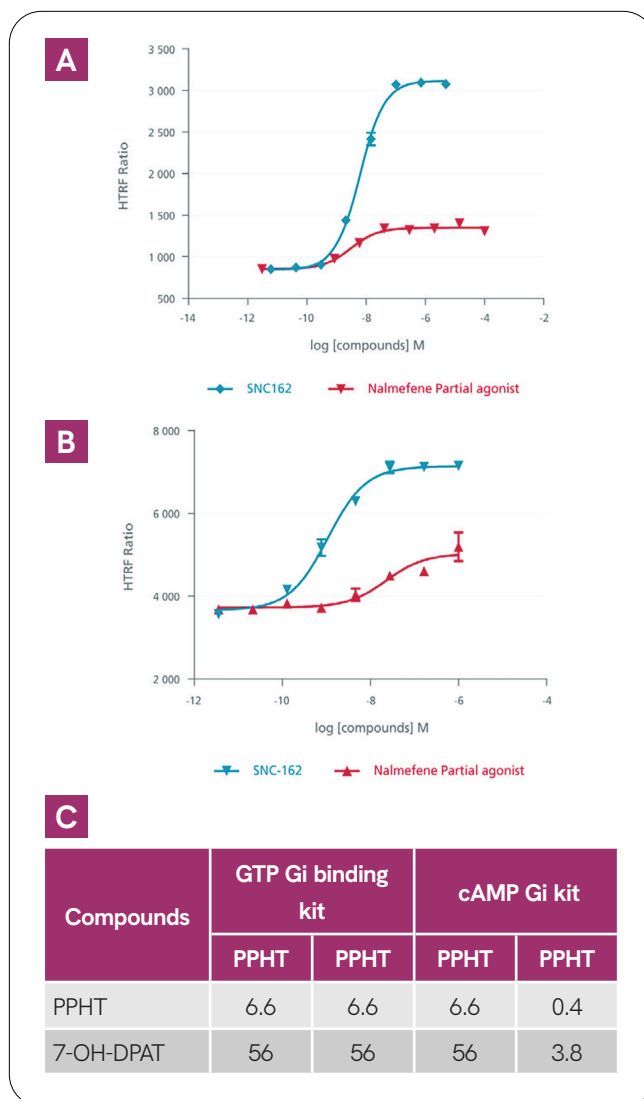 A
3 500
3 000
2 500
2 000
1 500
1 000
500
HTRF Ratio
-14 -12 -10 -8 -6 -4 -2
log [compounds] M
SNC162 Nalmefene Partial agonist
B
8 000
6 000
4 000
2 000
HTRF Ratio
-12 -10 -8 -6 -4
log [compounds] M
SNC-162 Nalmefene Partial agonist
C
Compounds GTP Gi binding kit cAMP Gi kit
PPHT PPHT PPHT PPHT
PPHT 6.6 6.6 6.6 0.4
7-OH-DPAT 56 56 56 3.8